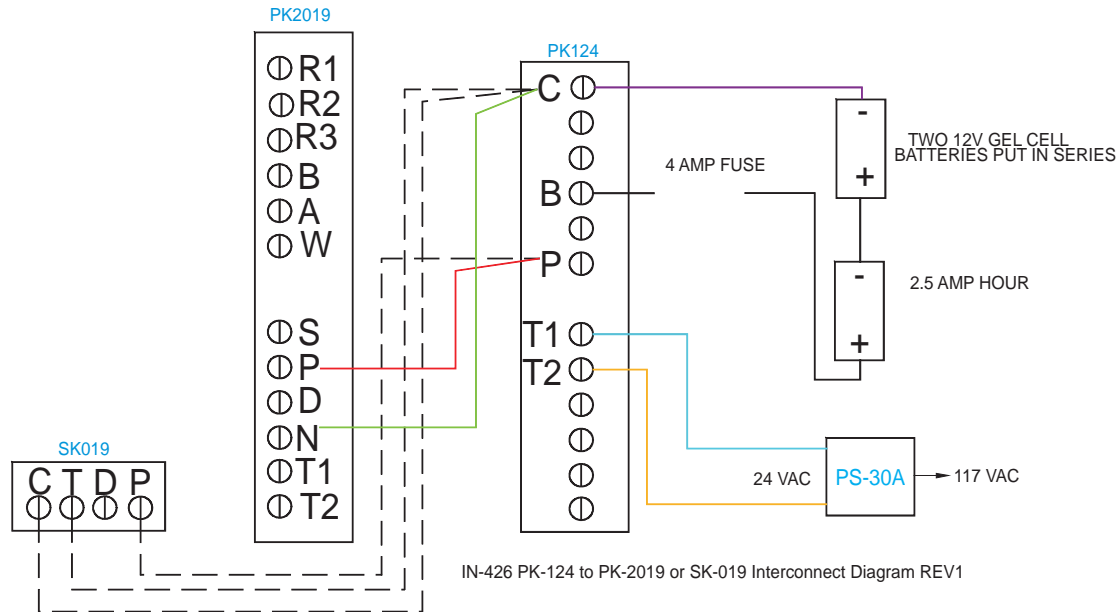 PK2019
R1
R2
R3
B
A
W
S
P
D
N
T1
T2
PK124
C
B
P
T1
T2
4 AMP FUSE
-
+
TWO 12V GEL CELL
BATTERIES PUT IN SERIES
-
+
2.5 AMP HOUR
24 VAC
PS-30A
117 VAC
SK019
C T D P
IN-426 PK-124 to PK-2019 or SK-019 Interconnect Diagram REV1